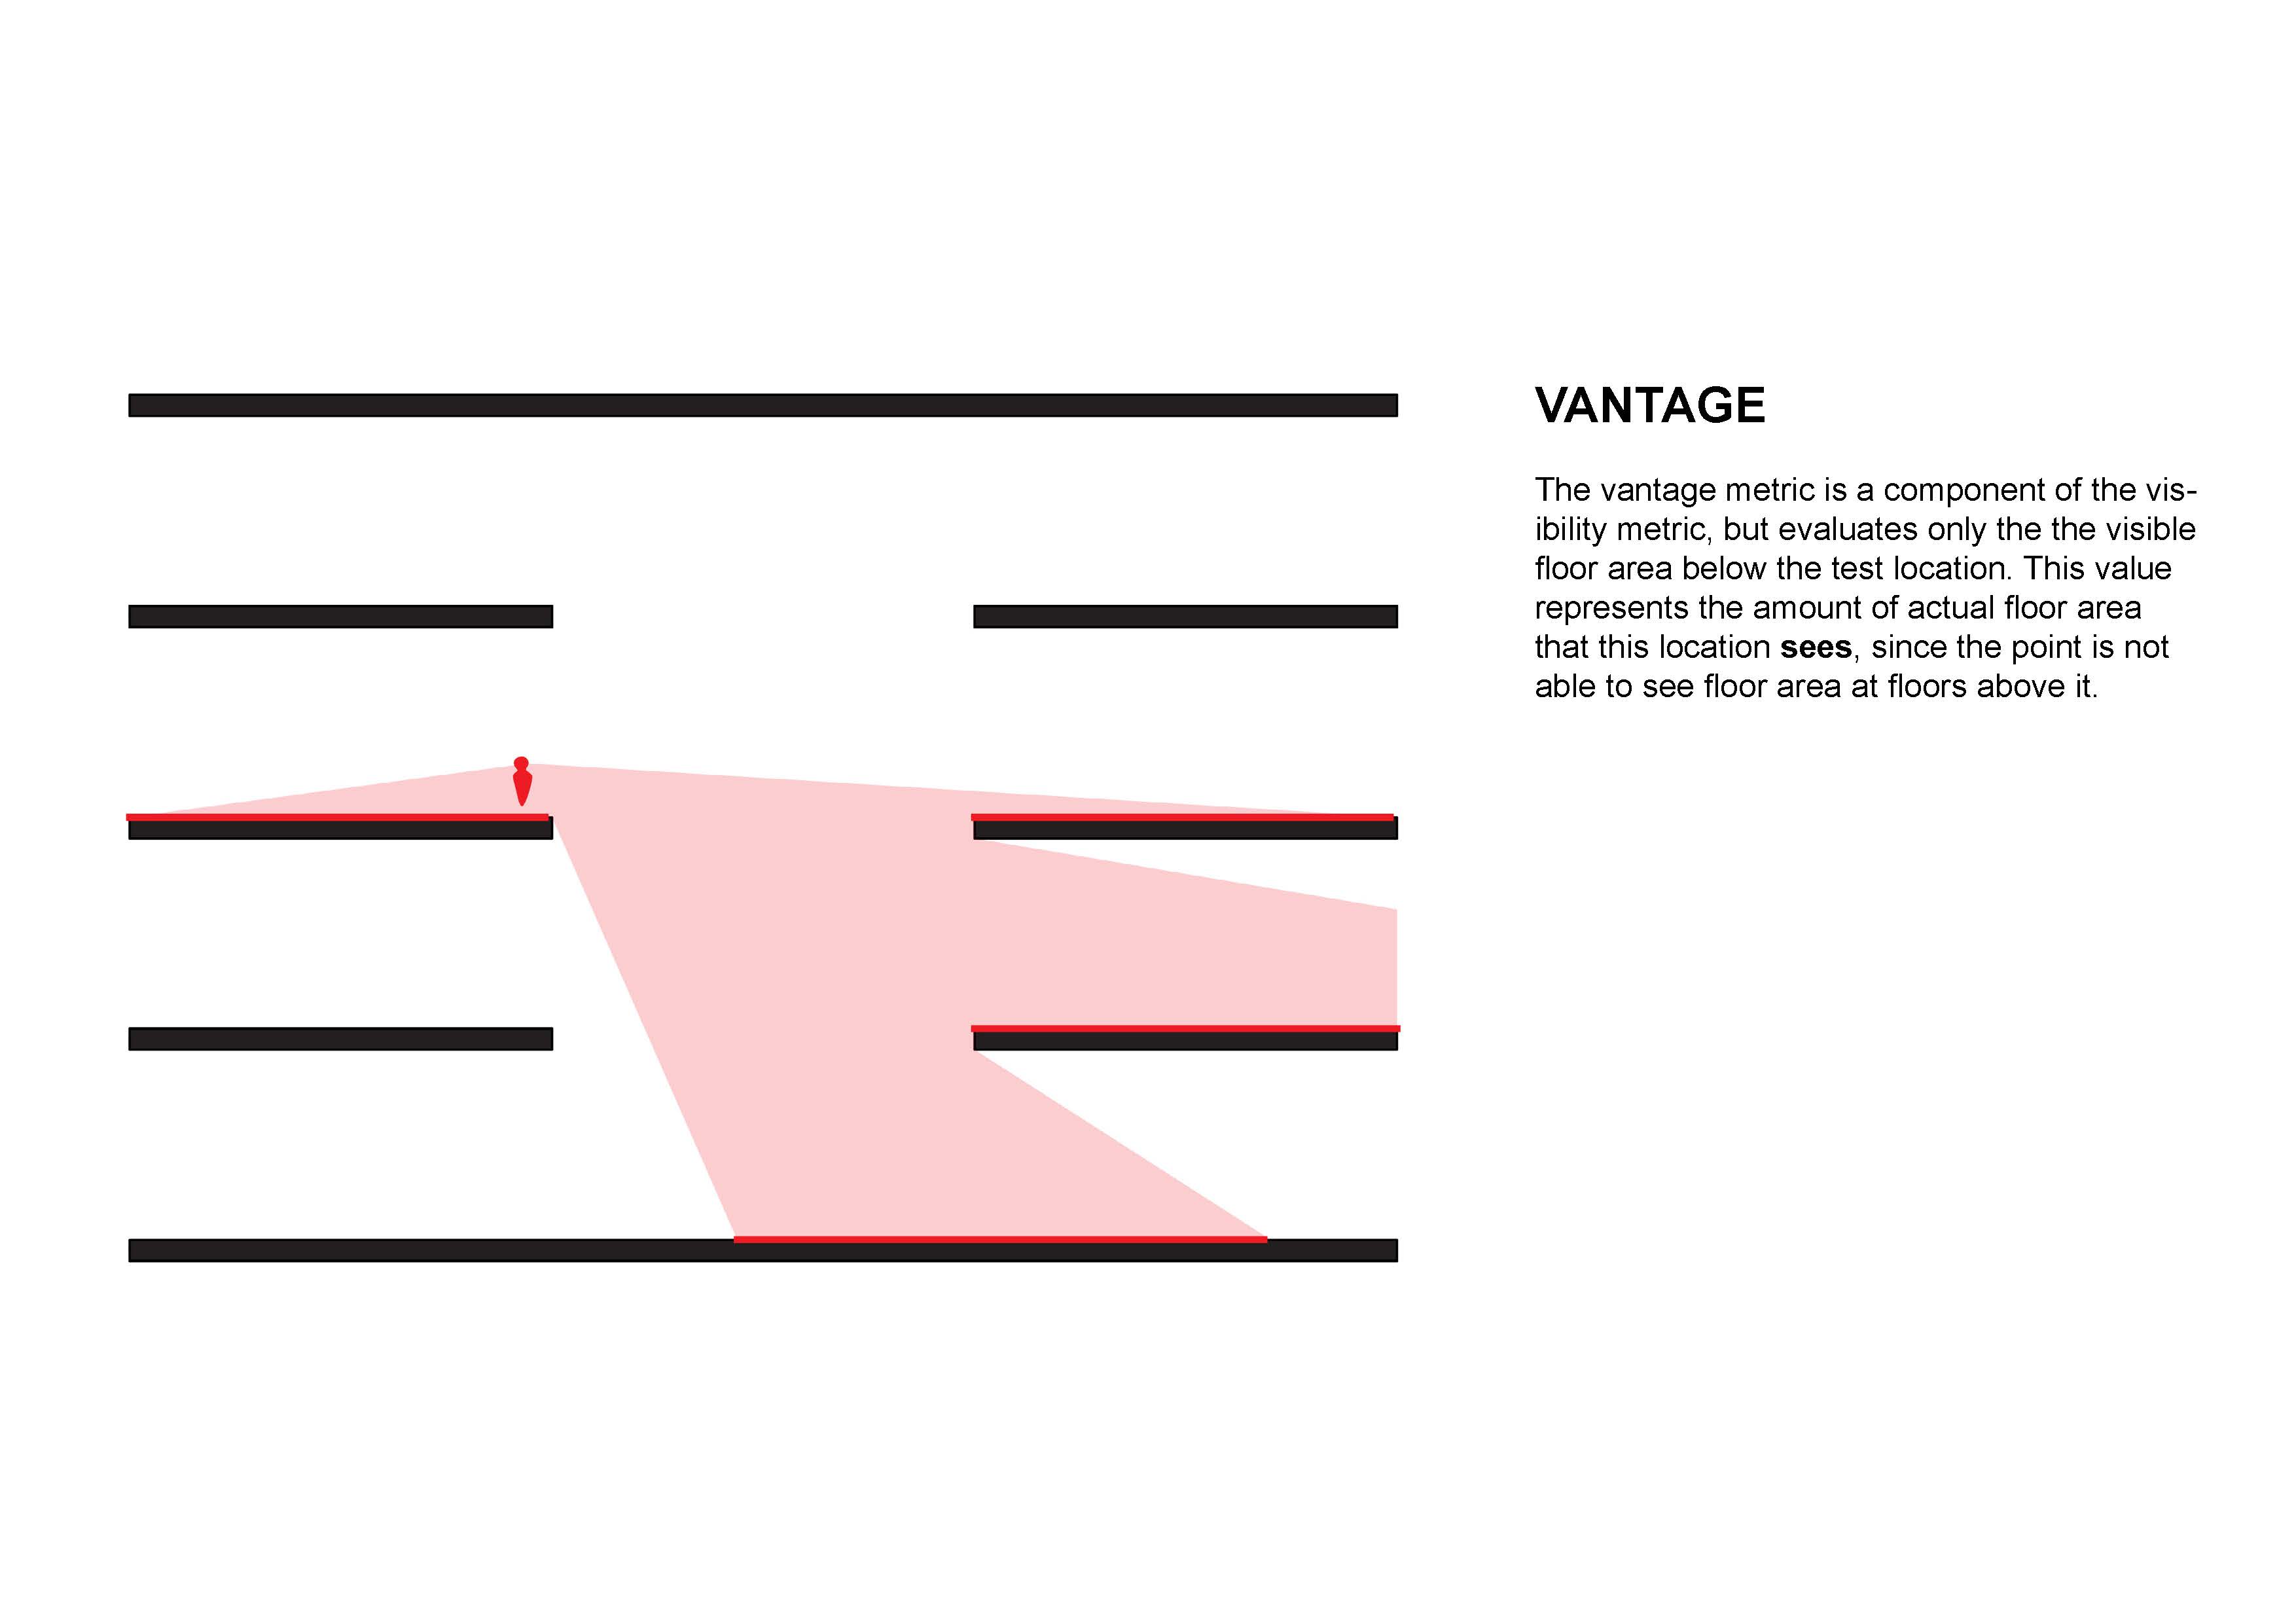 VANTAGE
The vantage metric is a component of the vis-
ibility metric, but evaluates only the the visible
floor area below the test location. This value
represents the amount of actual floor area
that this location sees, since the point is not
able to see floor area at floors above it.